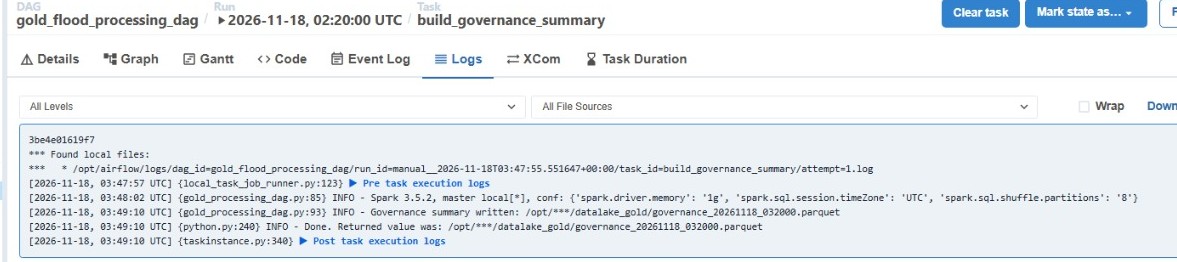 DAG
Run
Task
gold_flood_processing_dag / ▶ 2026-11-18, 02:20:00 UTC / build_governance_summary
Clear task
Mark state as...
Details
Graph
Gantt
<> Code
Event Log
Logs
XCom
Task Duration
All Levels
All File Sources
Wrap
3be4e01619f7
*** Found local files:
***   * /opt/airflow/logs/dag_id=gold_flood_processing_dag/run_id=manual__2026-11-18T03:47:55.551647+00:00/task_id=build_governance_summary/attempt=1.log
[2026-11-18, 03:47:57 UTC] {local_task_job_runner.py:123} ▶ Pre task execution logs
[2026-11-18, 03:48:02 UTC] {gold_processing_dag.py:85} INFO - Spark 3.5.2, master local[*], conf: {'spark.driver.memory': '1g', 'spark.sql.session.timeZone': 'UTC', 'spark.sql.shuffle.partitions': '8'}
[2026-11-18, 03:49:10 UTC] {gold_processing_dag.py:93} INFO - Governance summary written: /opt/***/datalake_gold/governance_20261118_032000.parquet
[2026-11-18, 03:49:10 UTC] {python.py:240} INFO - Done. Returned value was: /opt/***/datalake_gold/governance_20261118_032000.parquet
[2026-11-18, 03:49:10 UTC] {taskinstance.py:340} ▶ Post task execution logs